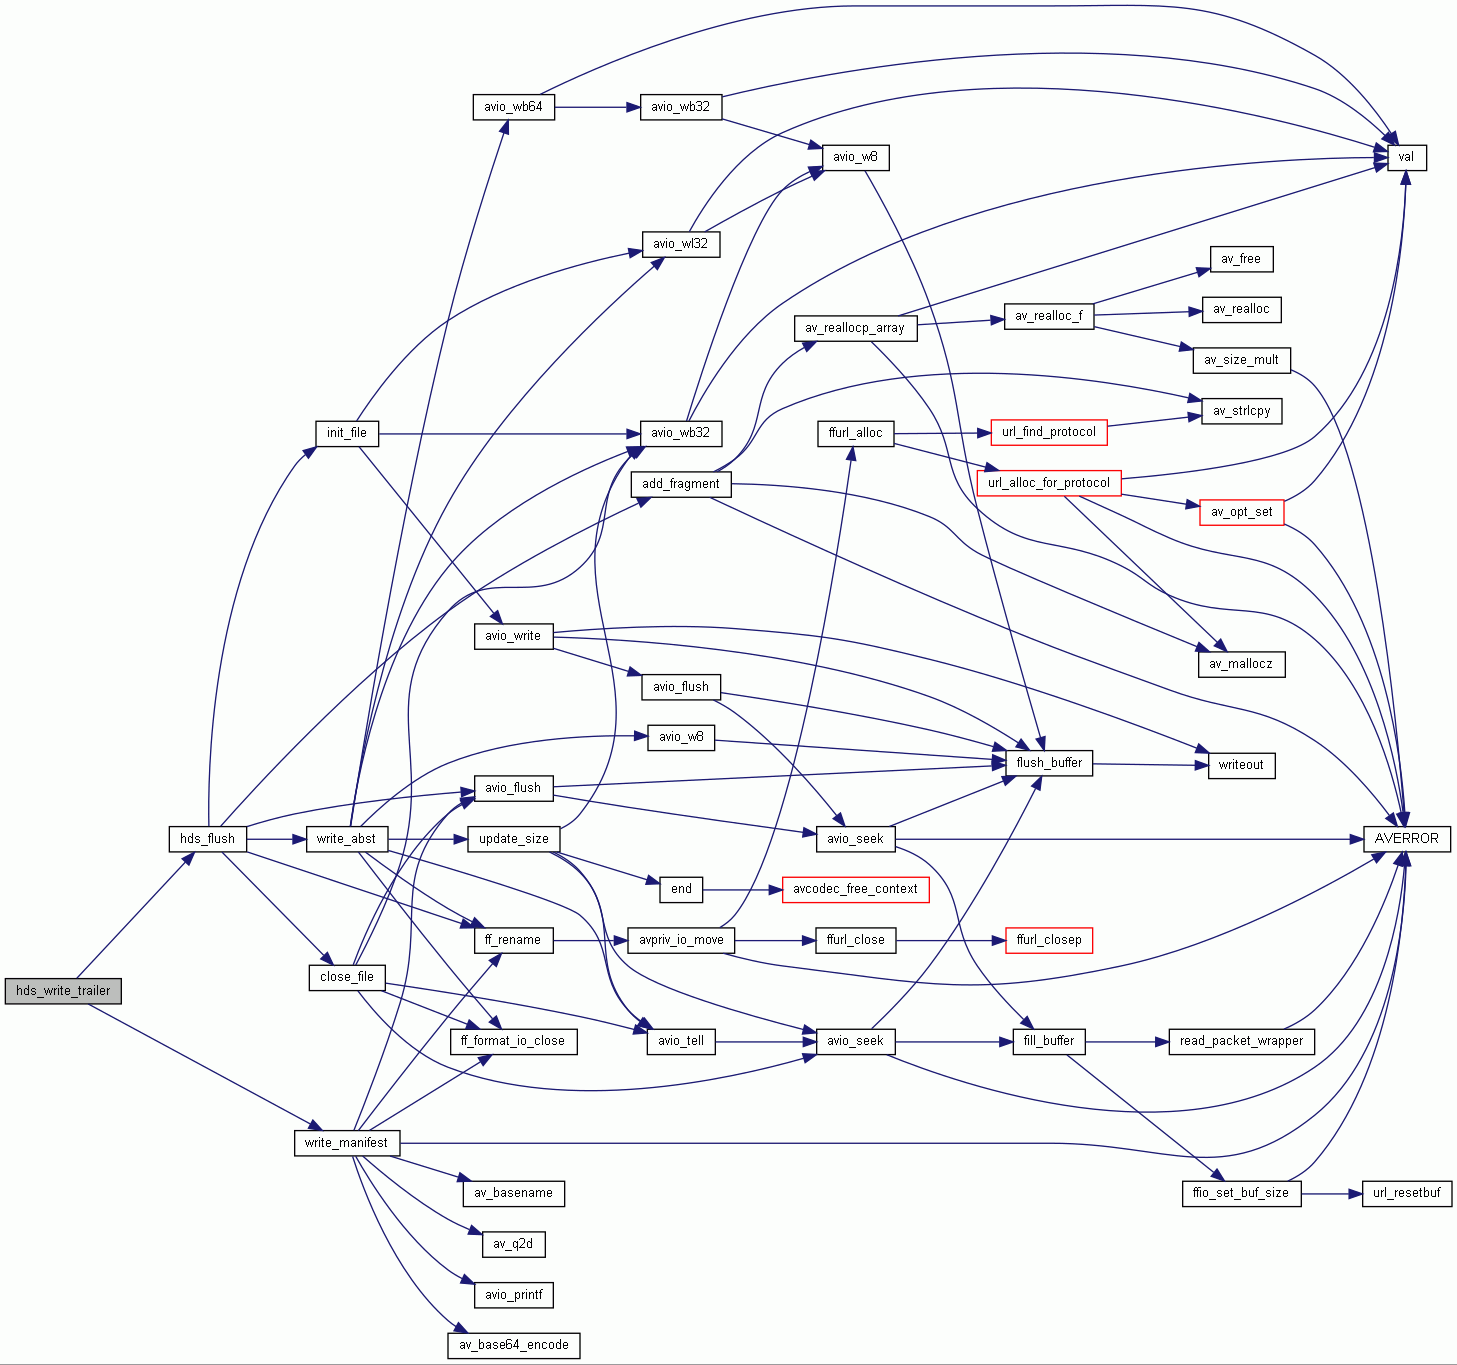 avio_wb64
avio_wb32
avio_w8
val
avio_wl32
av_free
av_realloc
av_reallocp_array
av_realloc_f
av_size_mult
av_strlcpy
init_file
avio_wb32
ffurl_alloc
url_find_protocol
add_fragment
url_alloc_for_protocol
av_opt_set
avio_write
av_mallocz
avio_flush
avio_w8
flush_buffer
writeout
avio_flush
hds_flush
write_abst
update_size
avio_seek
AVERROR
end
avcodec_free_context
ff_rename
avpriv_io_move
ffurl_close
ffurl_closep
close_file
hds_write_trailer
ff_format_io_close
avio_tell
avio_seek
fill_buffer
read_packet_wrapper
write_manifest
av_basename
ffio_set_buf_size
url_resetbuf
av_q2d
avio_printf
av_base64_encode